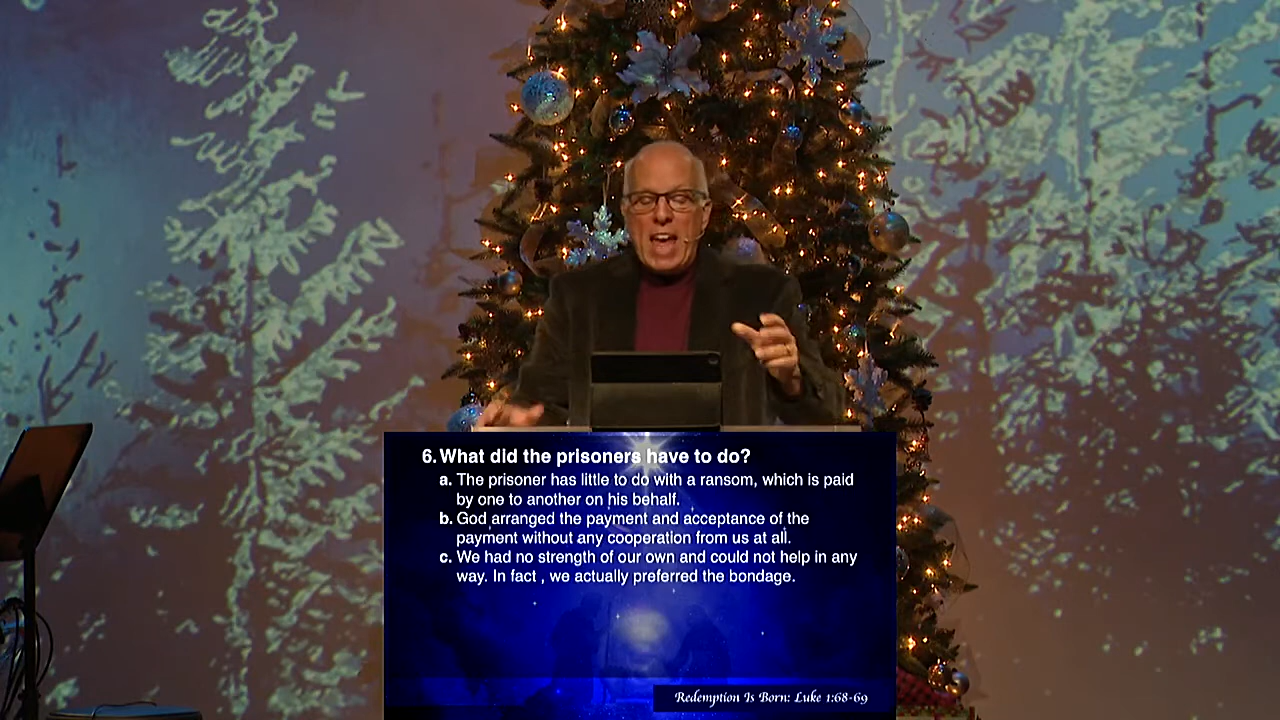 6. What did the prisoners have to do?
a. The prisoner has little to do with a ransom, which is paid
by one to another on his behalf.
b. God arranged the payment and acceptance of the
payment without any cooperation from us at all.
c. We had no strength of our own and could not help in any
way. In fact , we actually preferred the bondage.
Redemption Is Born: Luke 1:68-69